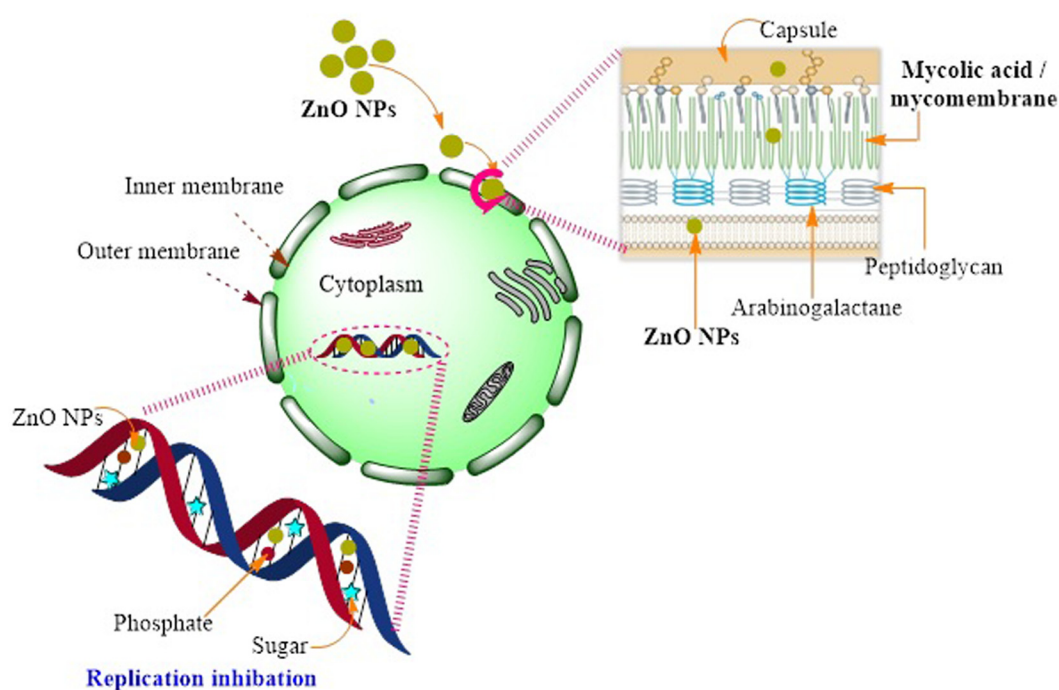 Capsule
ZnO NPs
Mycolic acid /
mycomembrane
Inner membrane
Outer membrane
Cytoplasm
Peptidoglycan
Arabinogalactane
ZnO NPs
ZnO NPs
Phosphate
Sugar
Replication inhibation